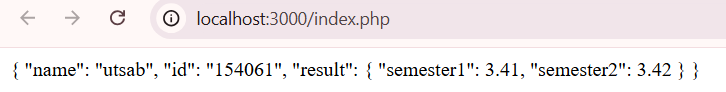 localhost:3000/index.php
{ "name": "utsab", "id": "154061", "result": { "semester1": 3.41, "semester2": 3.42 } }